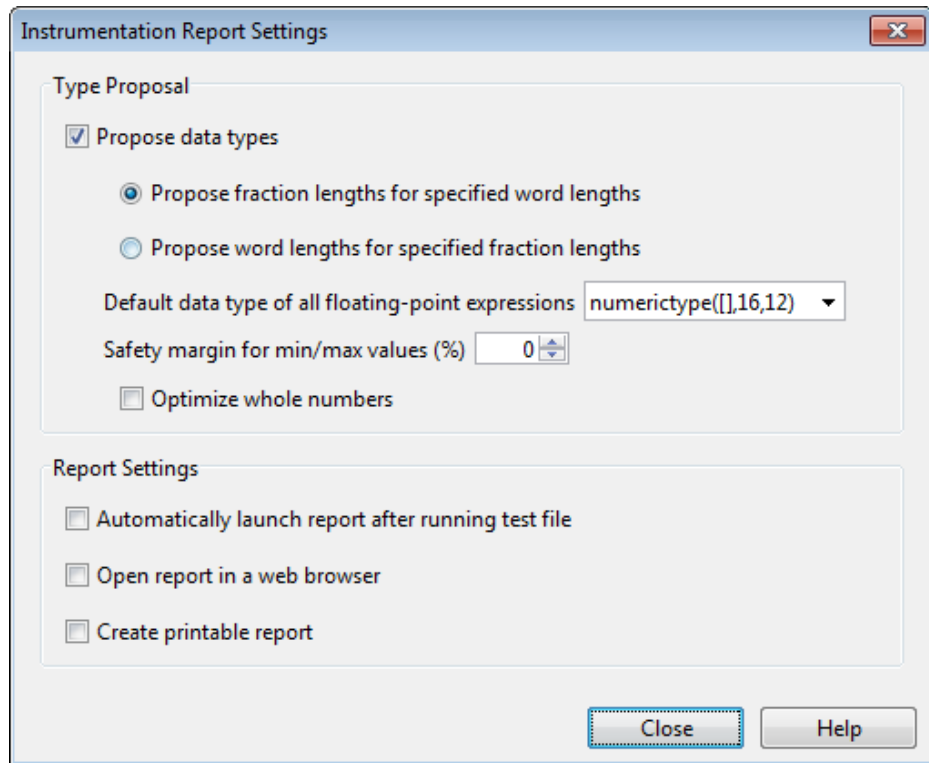 Instrumentation Report Settings
Type Proposal
Propose data types
Propose fraction lengths for specified word lengths
Propose word lengths for specified fraction lengths
Default data type of all floating-point expressions numerictype([],16,12)
Safety margin for min/max values (%) 0
Optimize whole numbers
Report Settings
Automatically launch report after running test file
Open report in a web browser
Create printable report
Close Help